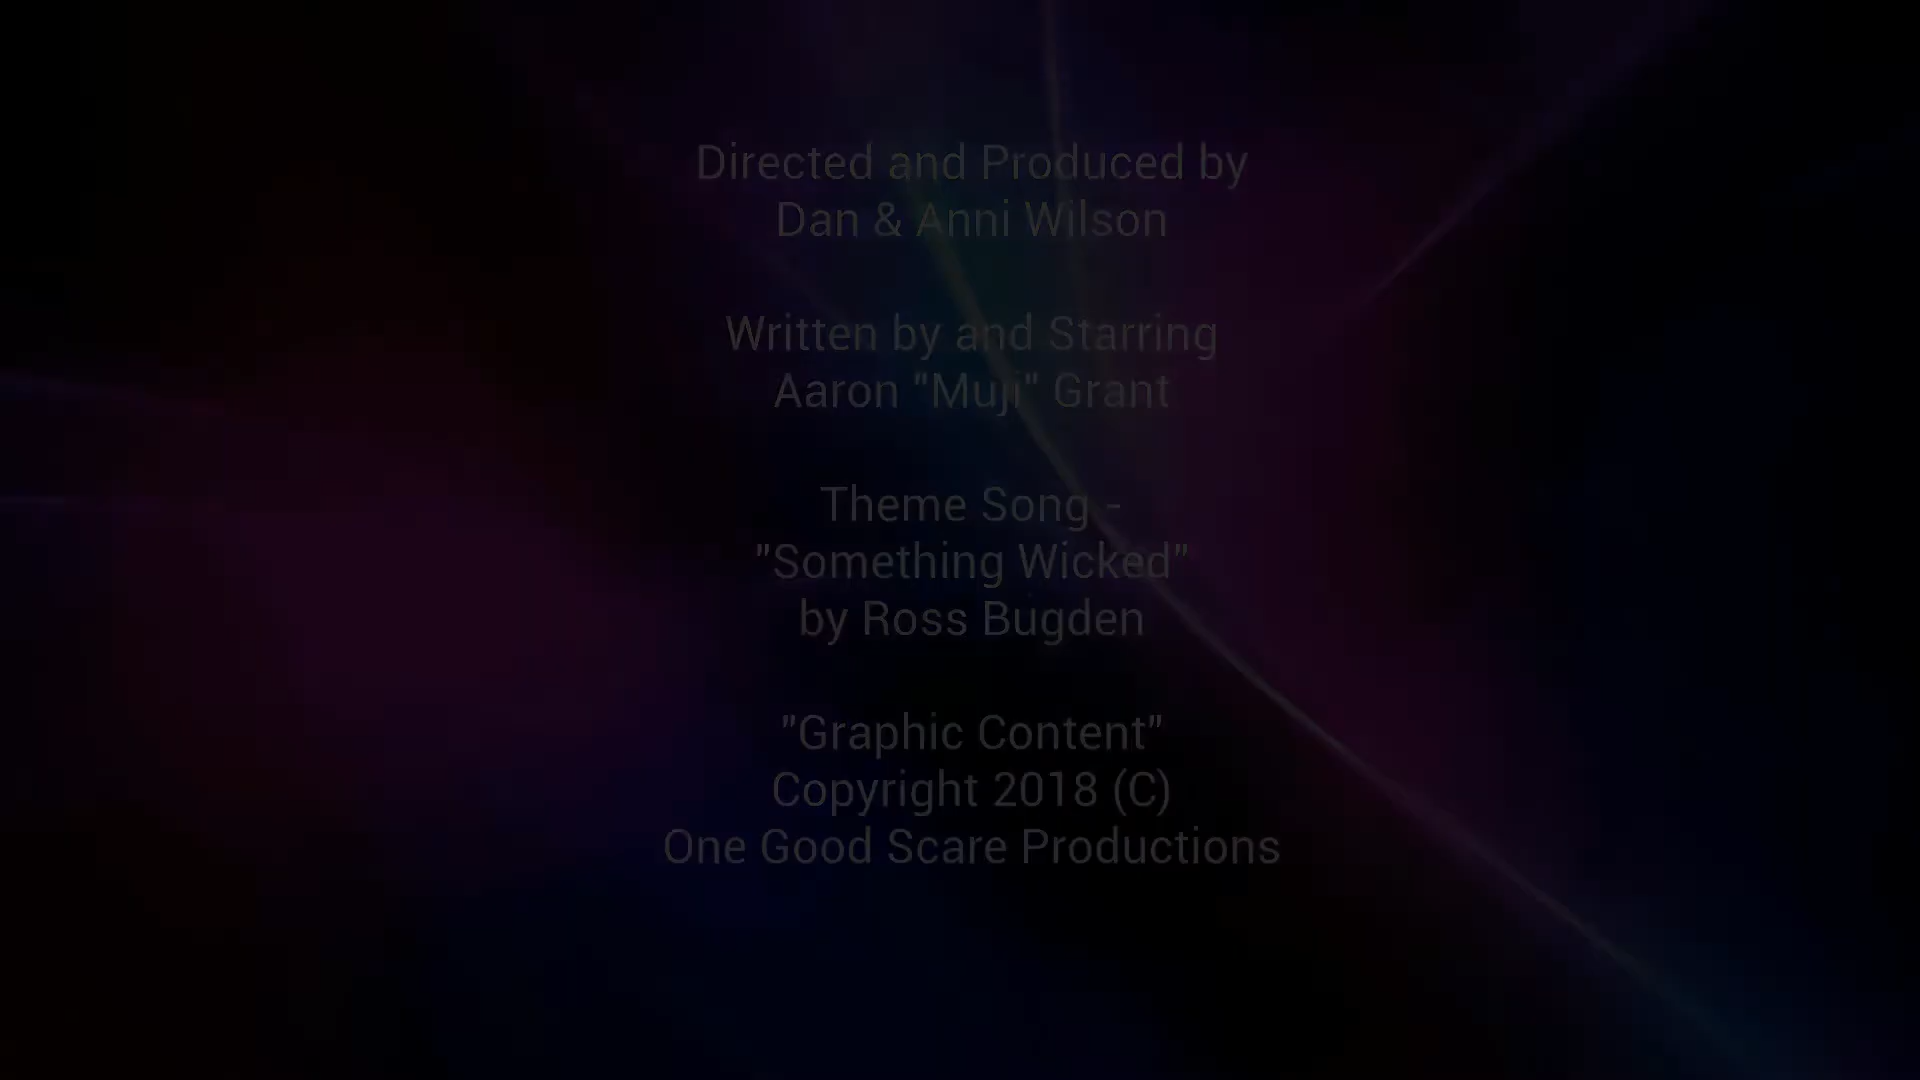 Directed and Produced by
Dan & Anni Wilson
Written by and Starring
Aaron "Muji" Grant
Theme Song -
"Something Wicked"
by Ross Bugden
"Graphic Content"
Copyright 2018 (C)
One Good Scare Productions